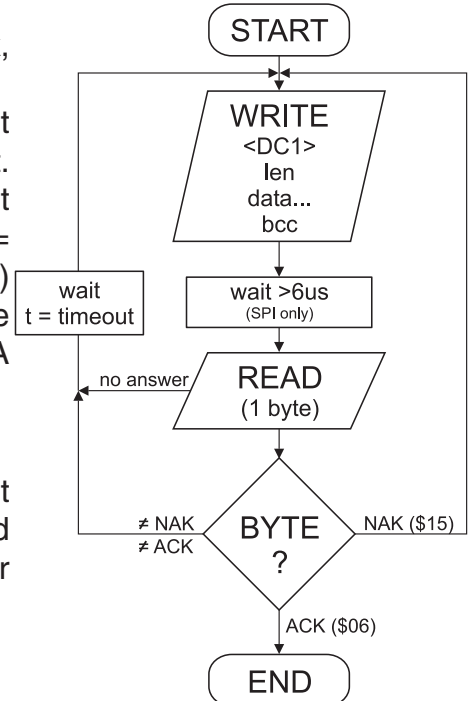 START
,
t
.
t
=
)
e
A
t
d
r
WRITE
<DC1>
len
data...
bcc
wait
t = timeout
wait >6us
(SPI only)
no answer
READ
(1 byte)
≠ NAK
≠ ACK
BYTE
?
NAK ($15)
ACK ($06)
END